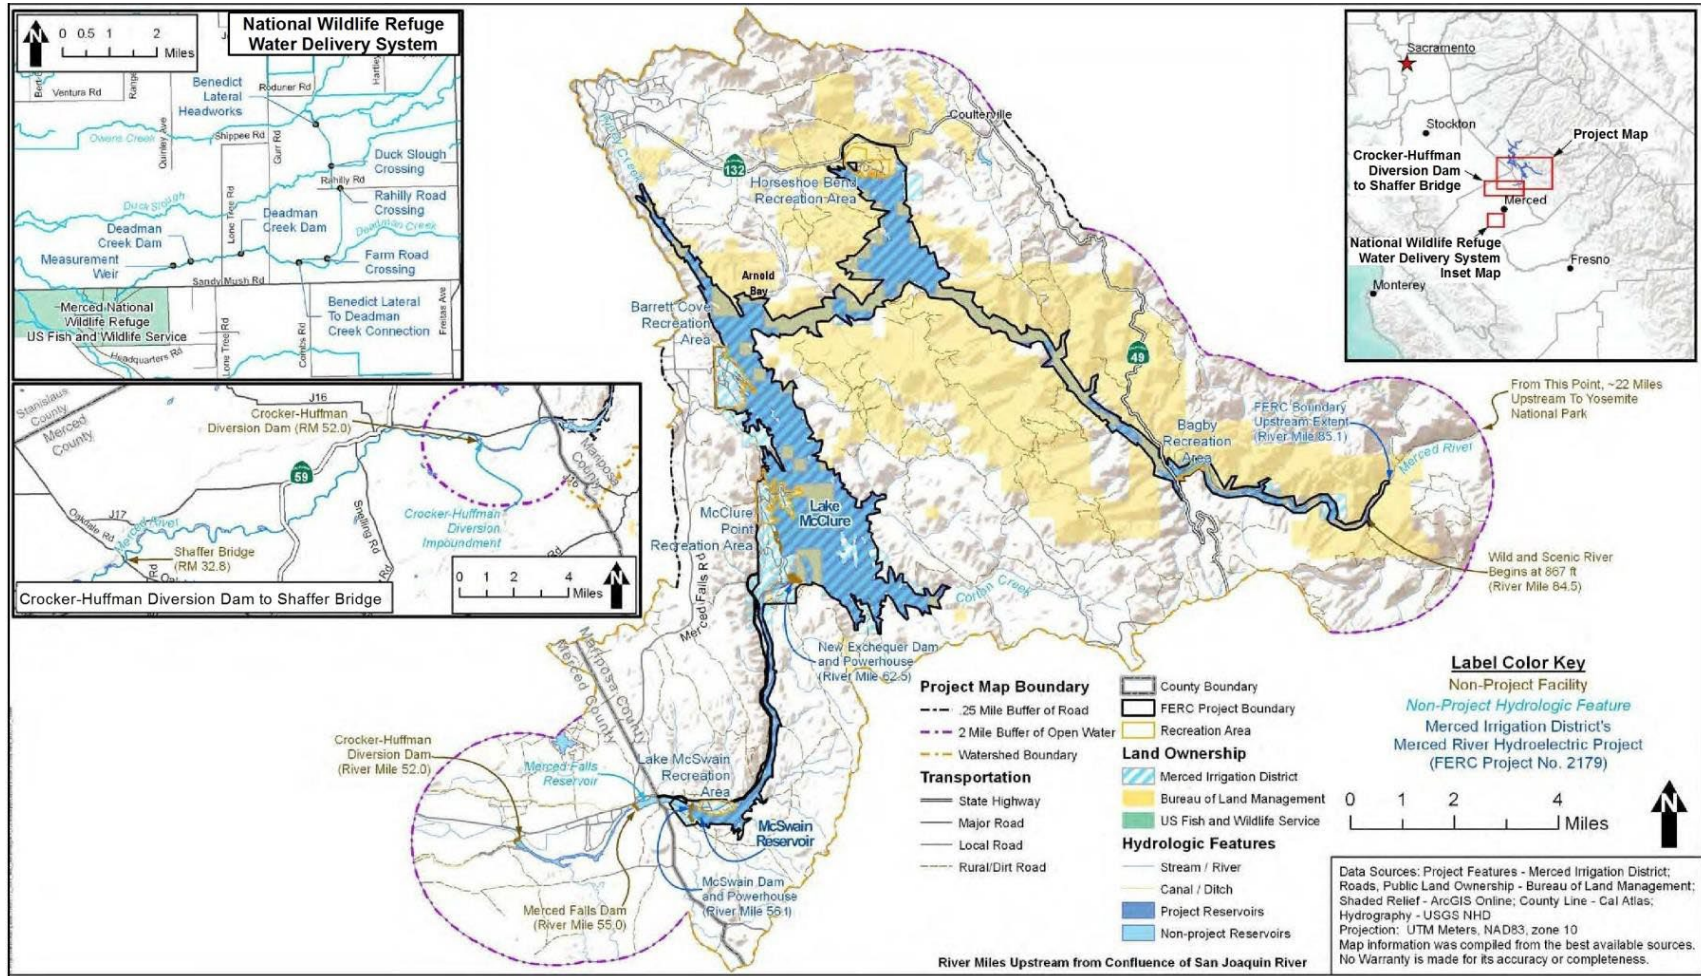 National Wildlife Refuge
Water Delivery System
N
0 0.5 1 2
Miles
Ventura Rd
Quinley Ave
Roduner Rd
Benedict
Lateral
Headworks
Owens Creek
Shippee Rd
Gurr Rd
Duck Slough
Crossing
Rahilly Rd
Rahilly Road
Crossing
Duck Slough
Lone Tree Rd
Deadman
Creek Dam
Deadman Creek
Deadman
Creek Dam
Measurement
Weir
Farm Road
Crossing
Sandy Mush Rd
Merced National
Wildlife Refuge
US Fish and Wildlife Service
Benedict Lateral
To Deadman
Creek Connection
Headquarters Rd
Lone Tree Rd
Combs Rd
Freitas Ave
Stanislaus
County
Merced
County
J16
Crocker-Huffman
Diversion Dam (RM 52.0)
59
Mariposa
County
J16
J17
Oakdale Rd
Merced River
Snelling Rd
Crocker-Huffman
Diversion
Impoundment
Shaffer Bridge
(RM 32.8)
Crocker-Huffman Diversion Dam to Shaffer Bridge
0 1 2 4
Miles
N
Sacramento
Stockton
Project Map
Crocker-Huffman
Diversion Dam
to Shaffer Bridge
Merced
National Wildlife Refuge
Water Delivery System
Inset Map
Fresno
Monterey
Coulterville
132
Horseshoe Bend
Recreation Area
Arnold
Bay
Barrett Cove
Recreation
Area
49
Bagby
Recreation
Area
FERC Boundary
Upstream Extent
(River Mile 85.1)
From This Point, ~22 Miles
Upstream To Yosemite
National Park
Merced River
Wild and Scenic River
Begins at 867 ft
(River Mile 84.5)
Lake
McClure
McClure
Point
Recreation Area
Merced Falls Rd
Corton Creek
New Exchequer Dam
and Powerhouse
(River Mile 62.5)
Mariposa County
Merced County
Crocker-Huffman
Diversion Dam
(River Mile 52.0)
Merced Falls
Reservoir
Lake McSwain
Recreation
Area
McSwain
Reservoir
McSwain Dam
and Powerhouse
(River Mile 56.1)
Merced Falls Dam
(River Mile 55.0)
Project Map Boundary
.25 Mile Buffer of Road
2 Mile Buffer of Open Water
Watershed Boundary
Transportation
State Highway
Major Road
Local Road
Rural/Dirt Road
County Boundary
FERC Project Boundary
Recreation Area
Land Ownership
Merced Irrigation District
Bureau of Land Management
US Fish and Wildlife Service
Hydrologic Features
Stream / River
Canal / Ditch
Project Reservoirs
Non-project Reservoirs
Label Color Key
Non-Project Facility
Non-Project Hydrologic Feature
Merced Irrigation District's
Merced River Hydroelectric Project
(FERC Project No. 2179)
0 1 2 4
Miles
N
Data Sources: Project Features - Merced Irrigation District;
Roads, Public Land Ownership - Bureau of Land Management;
Shaded Relief - ArcGIS Online; County Line - Cal Atlas;
Hydrography - USGS NHD
Projection: UTM Meters, NAD83, zone 10
Map information was compiled from the best available sources.
No Warranty is made for its accuracy or completeness.
River Miles Upstream from Confluence of San Joaquin River